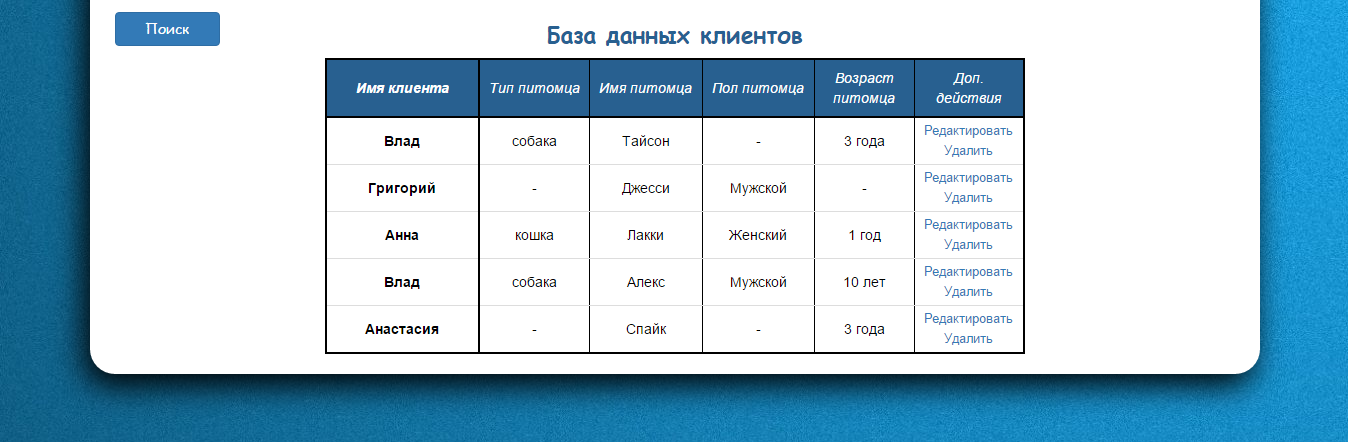 Поиск
База данных клиентов
Имя клиента Тип питомца Имя питомца Пол питомца Возраст питомца Доп. действия
Влад собака Тайсон - 3 года Редактировать Удалить
Григорий - Джесси Мужской - Редактировать Удалить
Анна кошка Лакки Женский 1 год Редактировать Удалить
Влад собака Алекс Мужской 10 лет Редактировать Удалить
Анастасия - Спайк - 3 года Редактировать Удалить